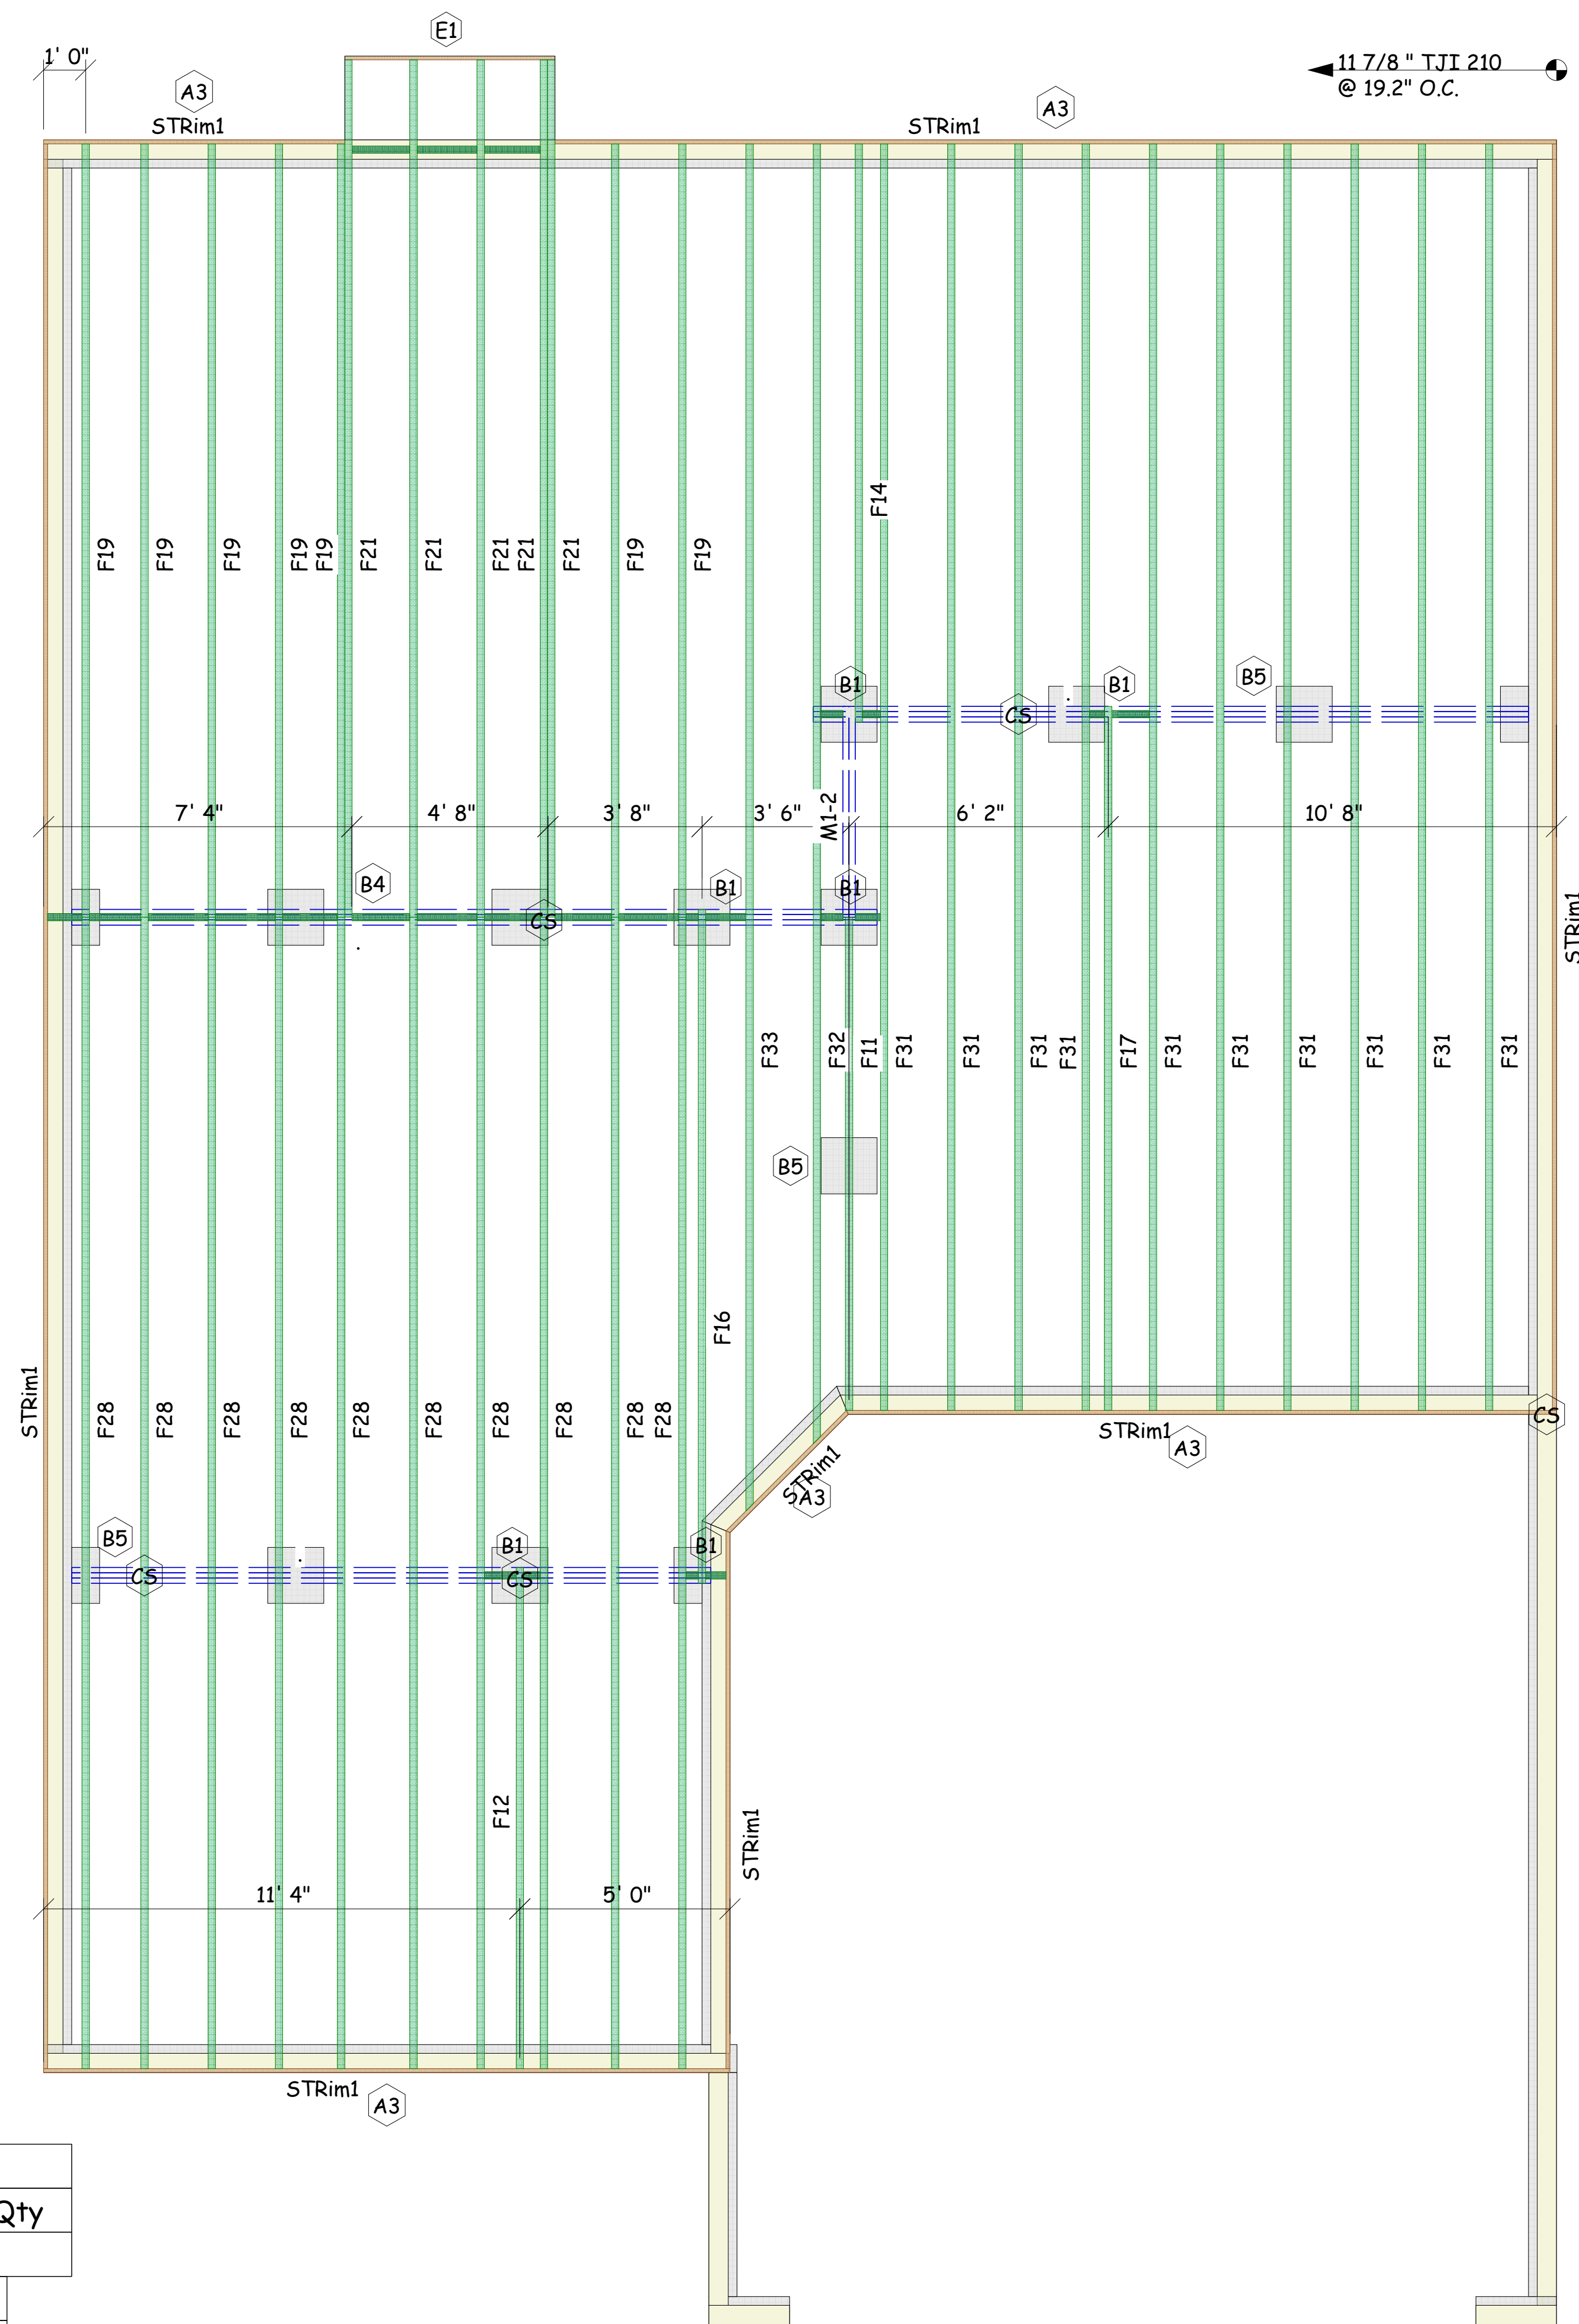 E1
1' 0"
11 7/8 " TJI 210
@ 19.2" O.C.
A3
A3
STRim1
STRim1
F14
F19
F19
F19
F19
F19
F21
F21
F21
F21
F21
F19
F19
B1
B1
B5
CS
7' 4"
4' 8"
3' 8"
3' 6"
M1-2
6' 2"
10' 8"
B4
B1
B1
CS
STRim1
F33
F32
F11
F31
F31
F31
F31
F17
F31
F31
F31
F31
F31
F31
B5
F16
STRim1
F28
F28
F28
F28
F28
F28
F28
F28
F28
F28
CS
STRim1
A3
STRim1
A3
B5
B1
B1
CS
CS
F12
STRim1
11' 4"
5' 0"
STRim1
A3
Qty